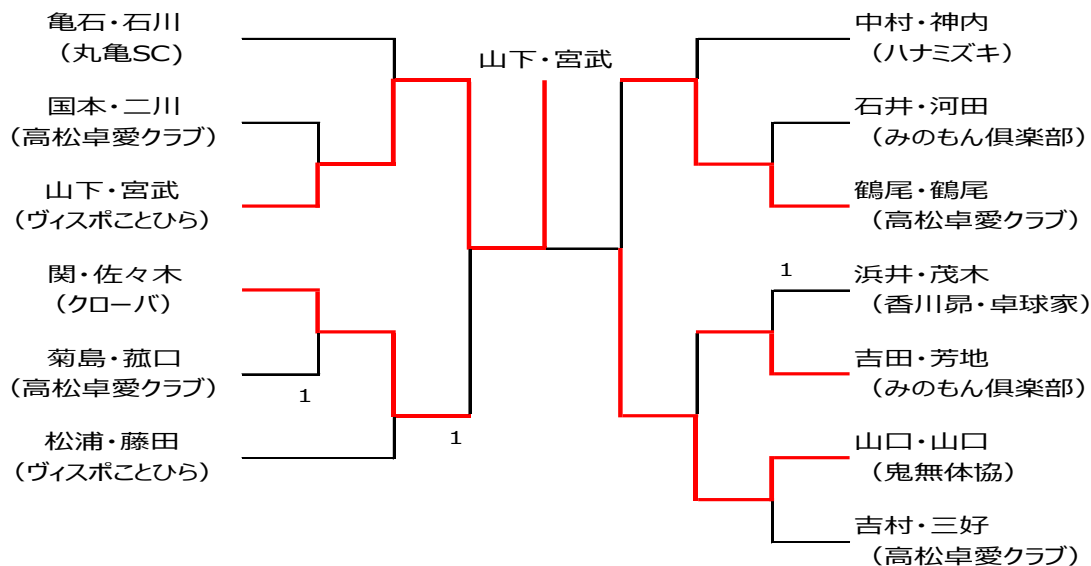 亀石・石川
(丸亀SC)
国本・二川
(高松卓愛クラブ)
山下・宮武
(ヴィスポことひら)
関・佐々木
(クローバ)
菊島・菰口
(高松卓愛クラブ)
1
松浦・藤田
(ヴィスポことひら)
1
山下・宮武
中村・神内
(ハナミズキ)
石井・河田
(みのもん倶楽部)
鶴尾・鶴尾
(高松卓愛クラブ)
1
浜井・茂木
(香川昴・卓球家)
吉田・芳地
(みのもん倶楽部)
山口・山口
(鬼無体協)
吉村・三好
(高松卓愛クラブ)